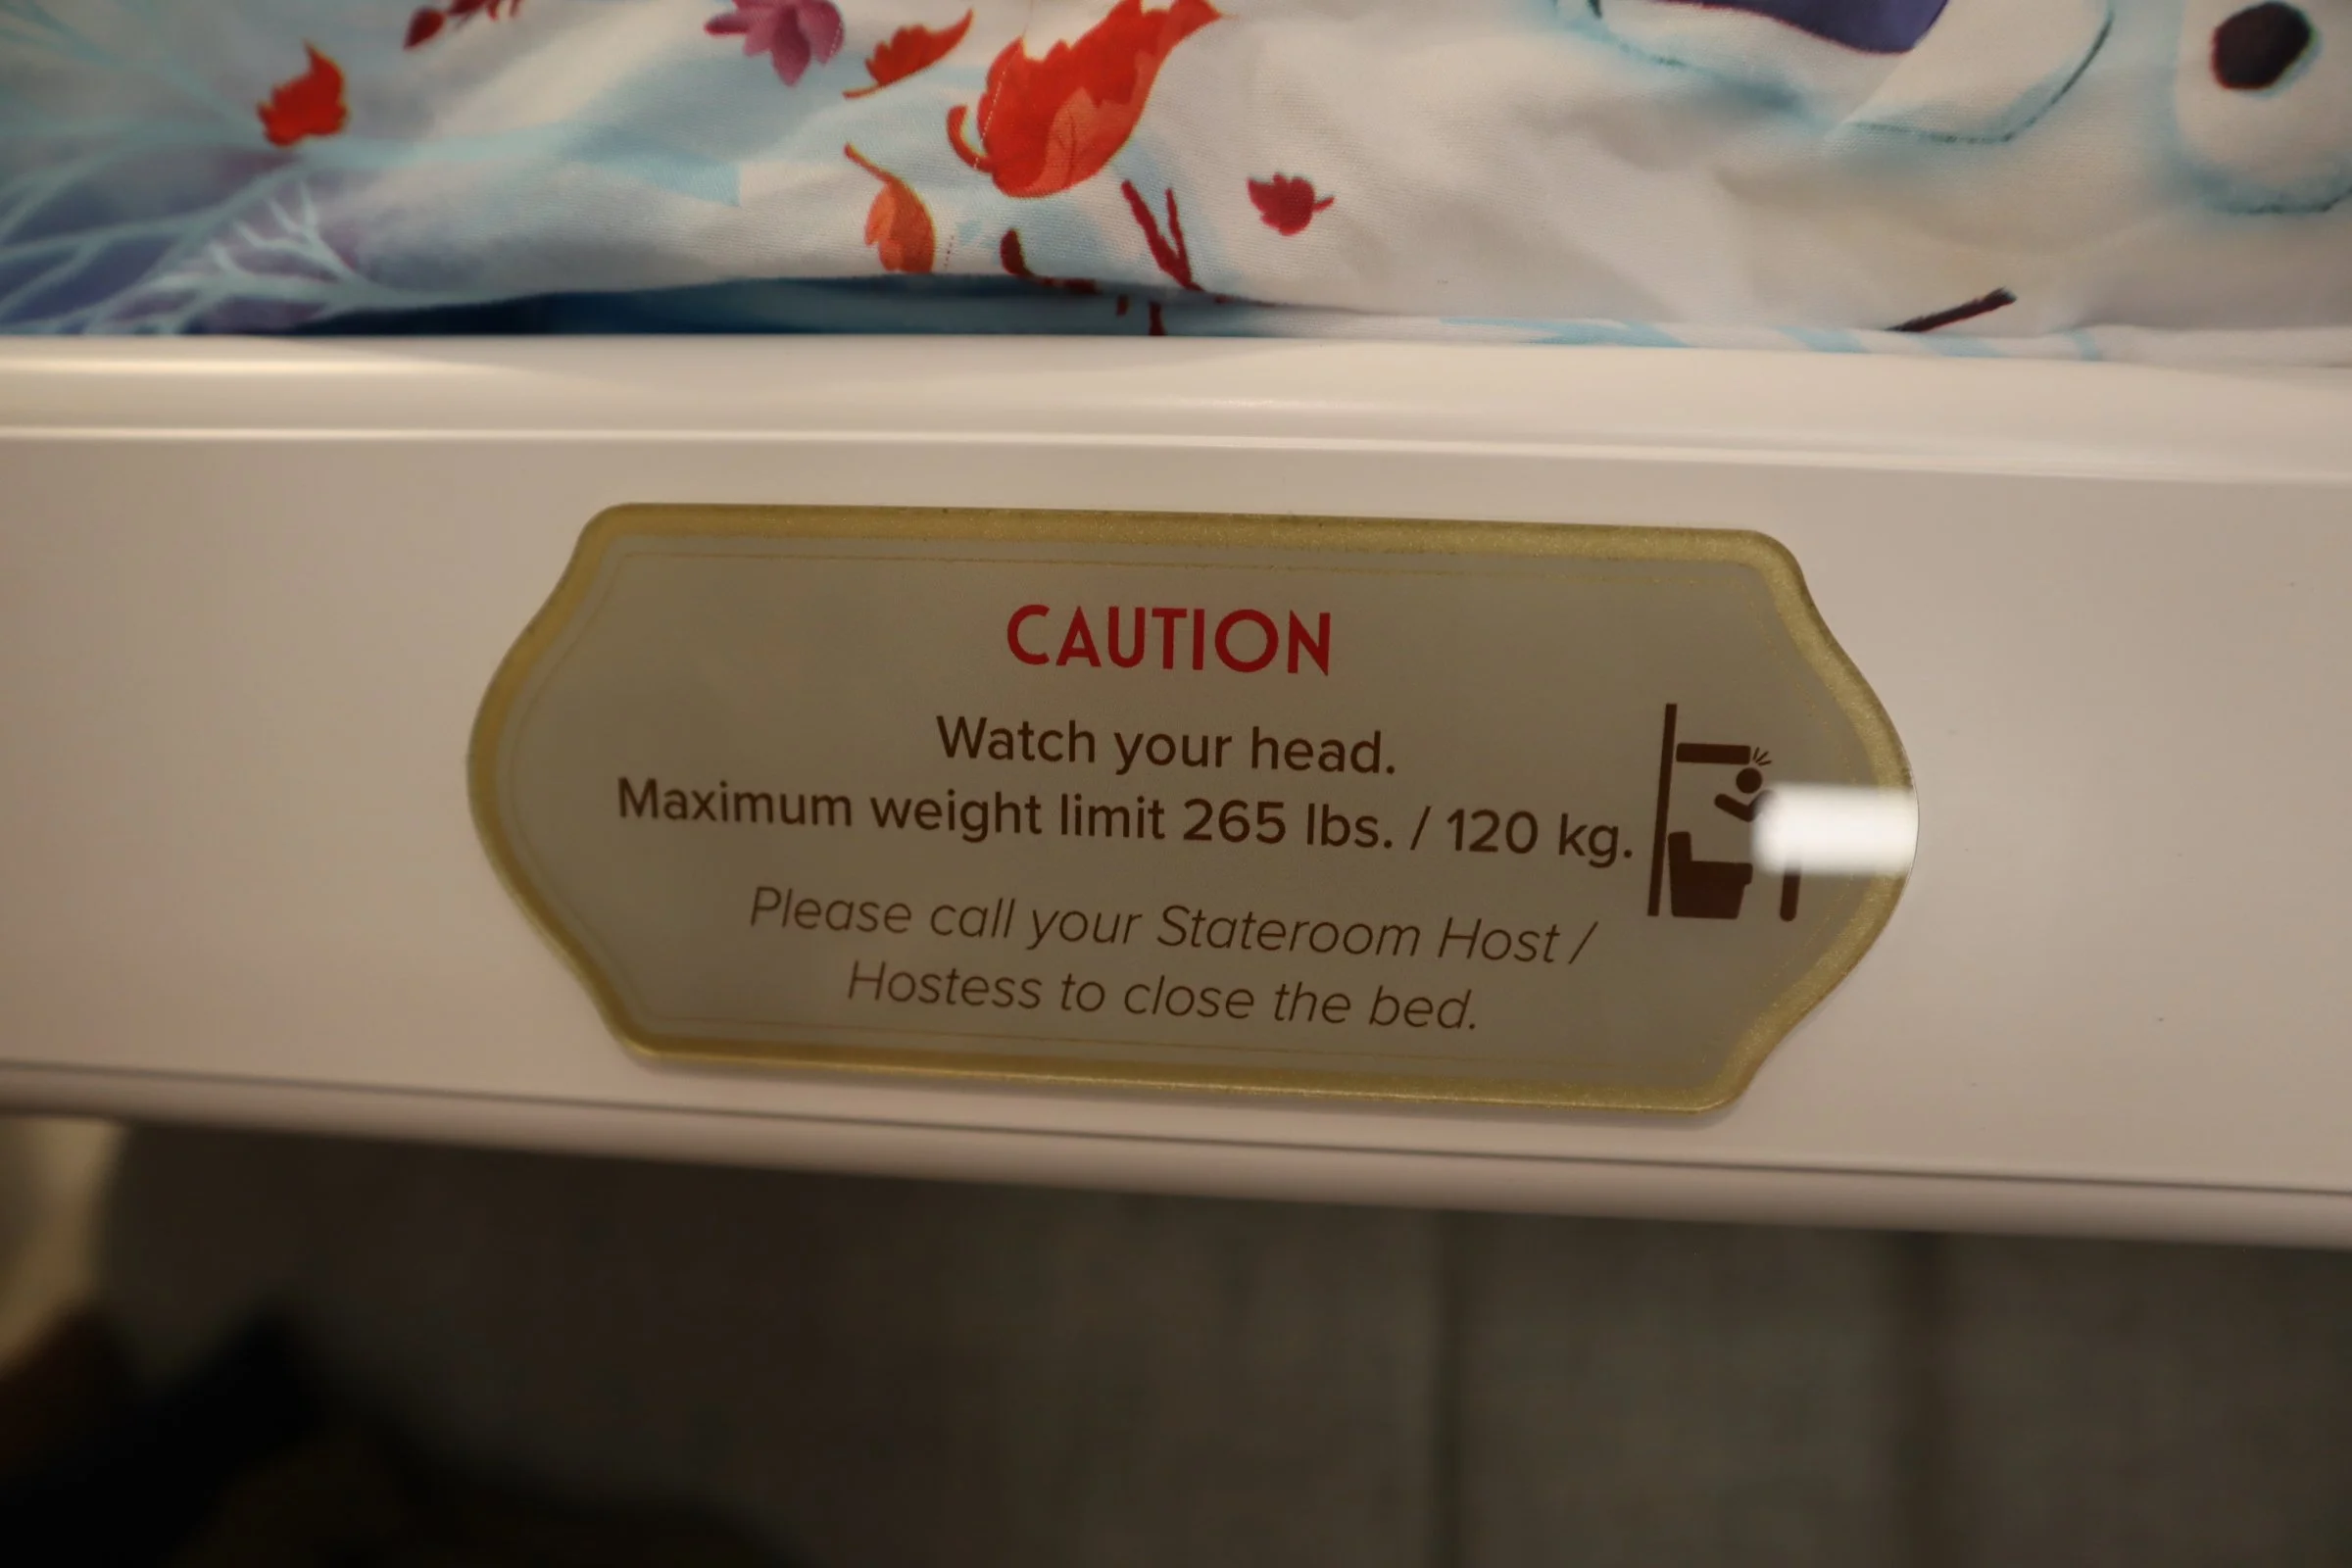 CAUTION
Watch your head.
Maximum weight limit 265 lbs. / 120 kg.
Please call your Stateroom Host /
Hostess to close the bed.